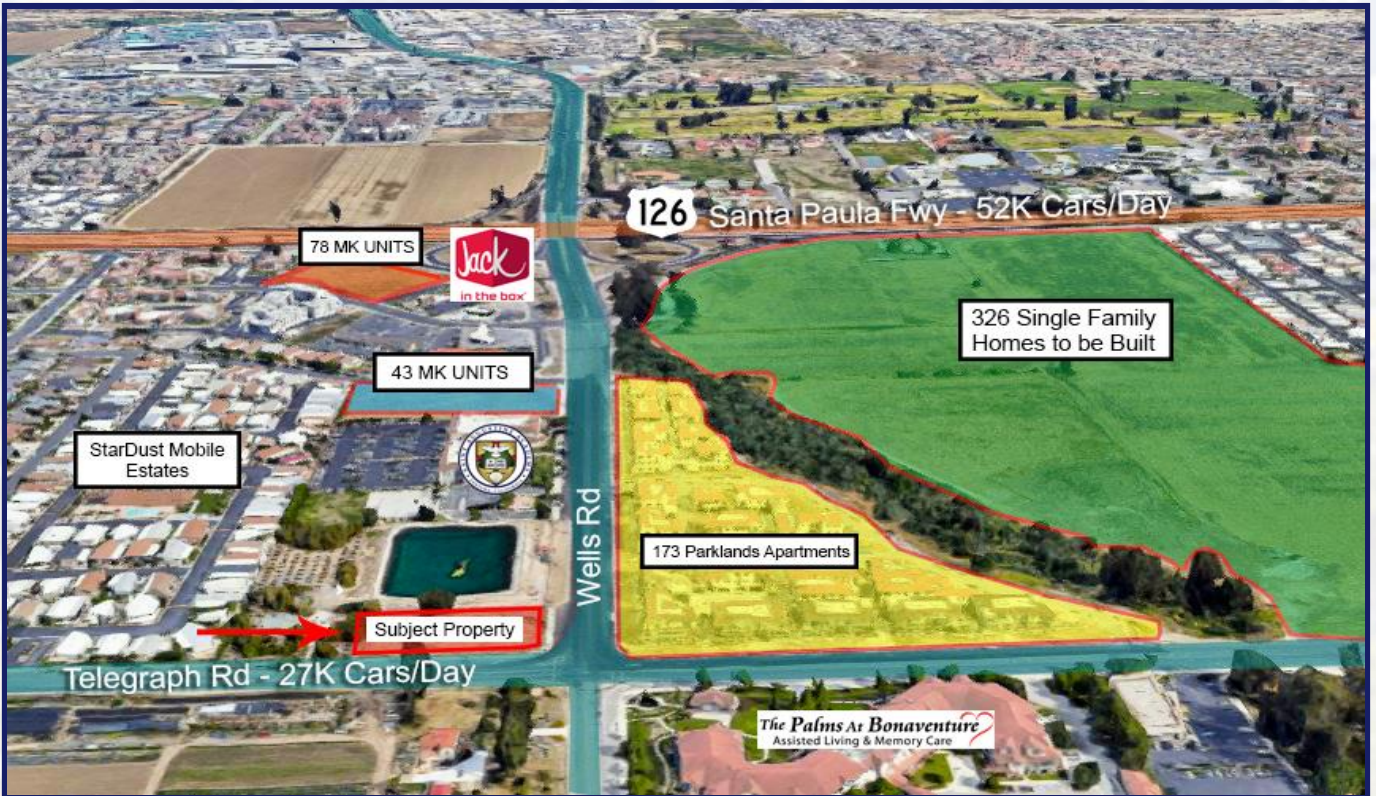 126
Santa Paula Fwy - 52K Cars/Day
78 MK UNITS
Jack
in the box
326 Single Family
Homes to be Built
43 MK UNITS
StarDust Mobile
Estates
Wells Rd
173 Parklands Apartments
Subject Property
Telegraph Rd - 27K Cars/Day
The Palms At Bonaventure
Assisted Living & Memory Care